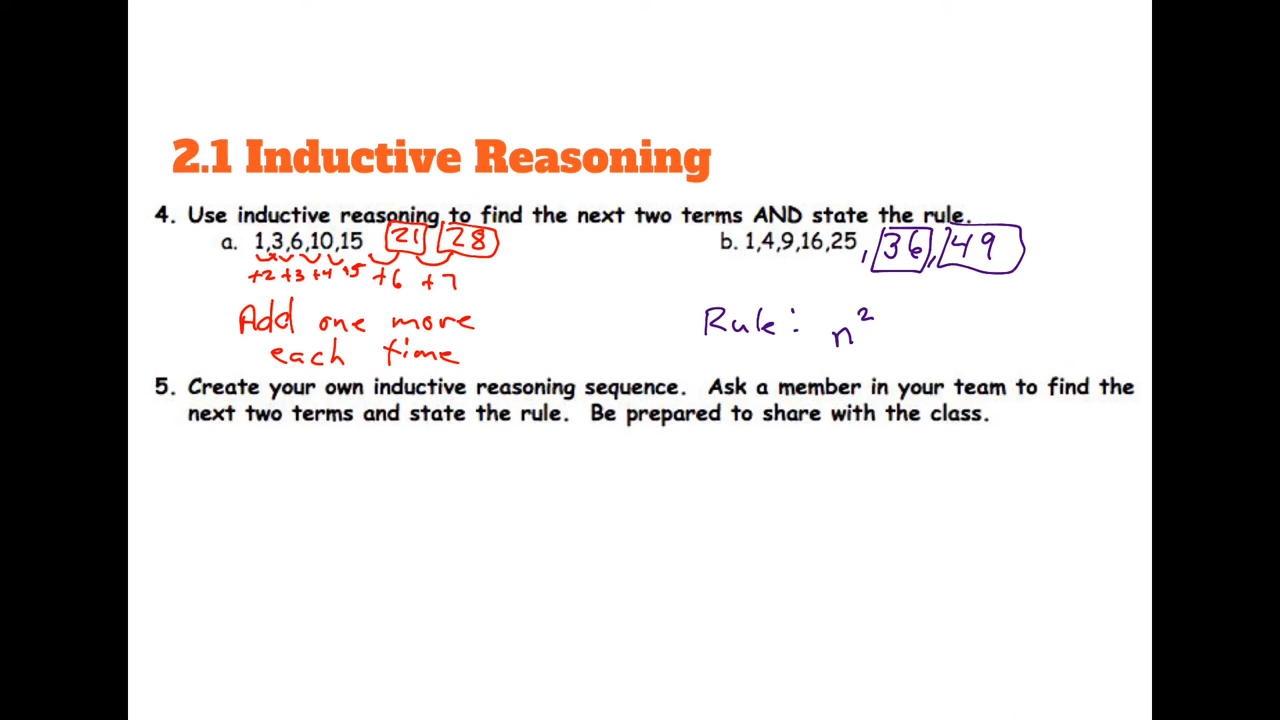 2.1 Inductive Reasoning
4. Use inductive reasoning to find the next two terms AND state the rule.
a. 1,3,6,10,15 21 28
+2 +3 +4 +5 +6 +7
Add one more
each time
b. 1,4,9,16,25, 36, 49
Rule: n²
5. Create your own inductive reasoning sequence. Ask a member in your team to find the
next two terms and state the rule. Be prepared to share with the class.